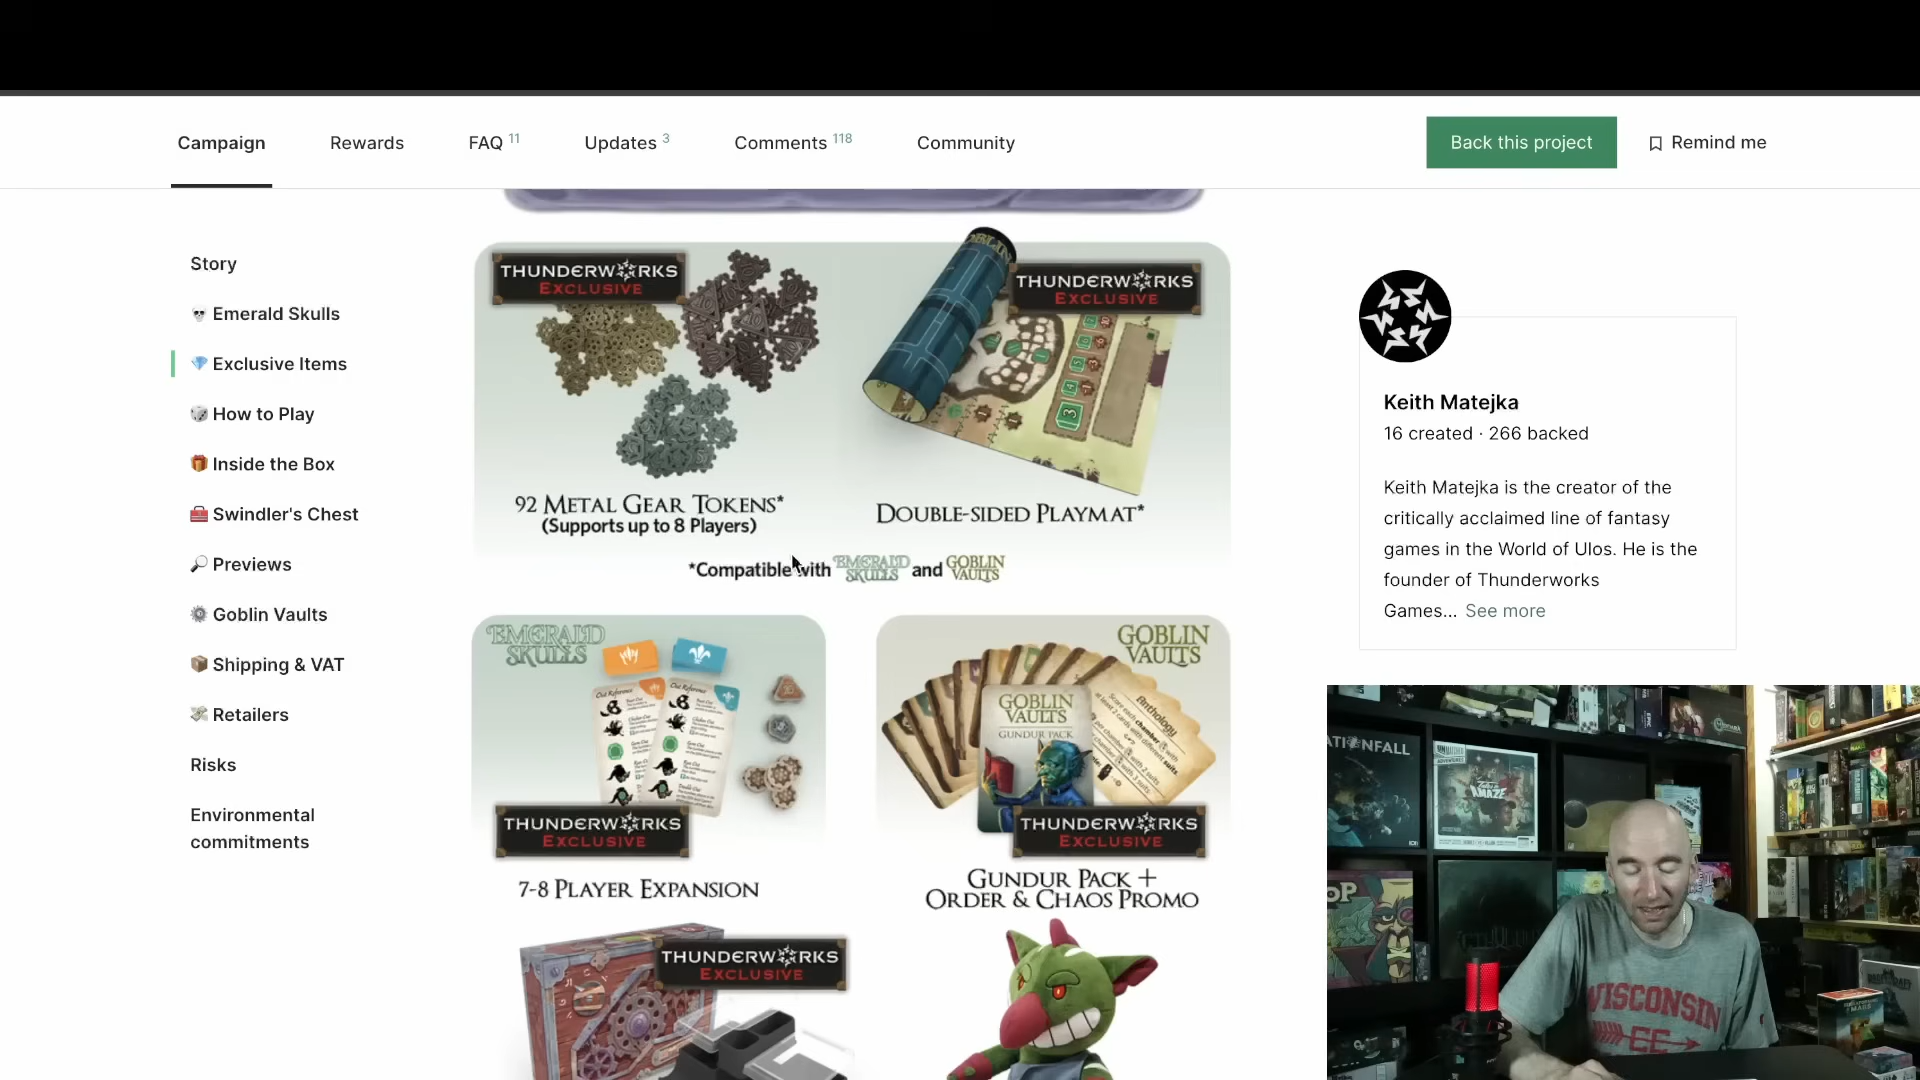 Campaign
Rewards
FAQ 11
Updates 3
Comments 118
Community
Back this project
Remind me
Story
Emerald Skulls
Exclusive Items
How to Play
Inside the Box
Swindler's Chest
Previews
Goblin Vaults
Shipping & VAT
Retailers
Risks
Environmental
commitments
THUNDERWORKS
EXCLUSIVE
THUNDERWORKS
EXCLUSIVE
92 METAL GEAR TOKENS*
(Supports up to 8 Players)
DOUBLE-SIDED PLAYMAT*
*Compatible with EMERALD SKULLS and GOBLIN VAULTS
EMERALD
SKULLS
Out Reference
Out Reference
THUNDERWORKS
EXCLUSIVE
7-8 PLAYER EXPANSION
GOBLIN
VAULTS
GOBLIN
VAULTS
GUNDUR PACK
Anthology
THUNDERWORKS
EXCLUSIVE
GUNDUR PACK +
ORDER & CHAOS PROMO
THUNDERWORKS
EXCLUSIVE
Keith Matejka
16 created · 266 backed
Keith Matejka is the creator of the
critically acclaimed line of fantasy
games in the World of Ulos. He is the
founder of Thunderworks
Games... See more
WISCONSIN